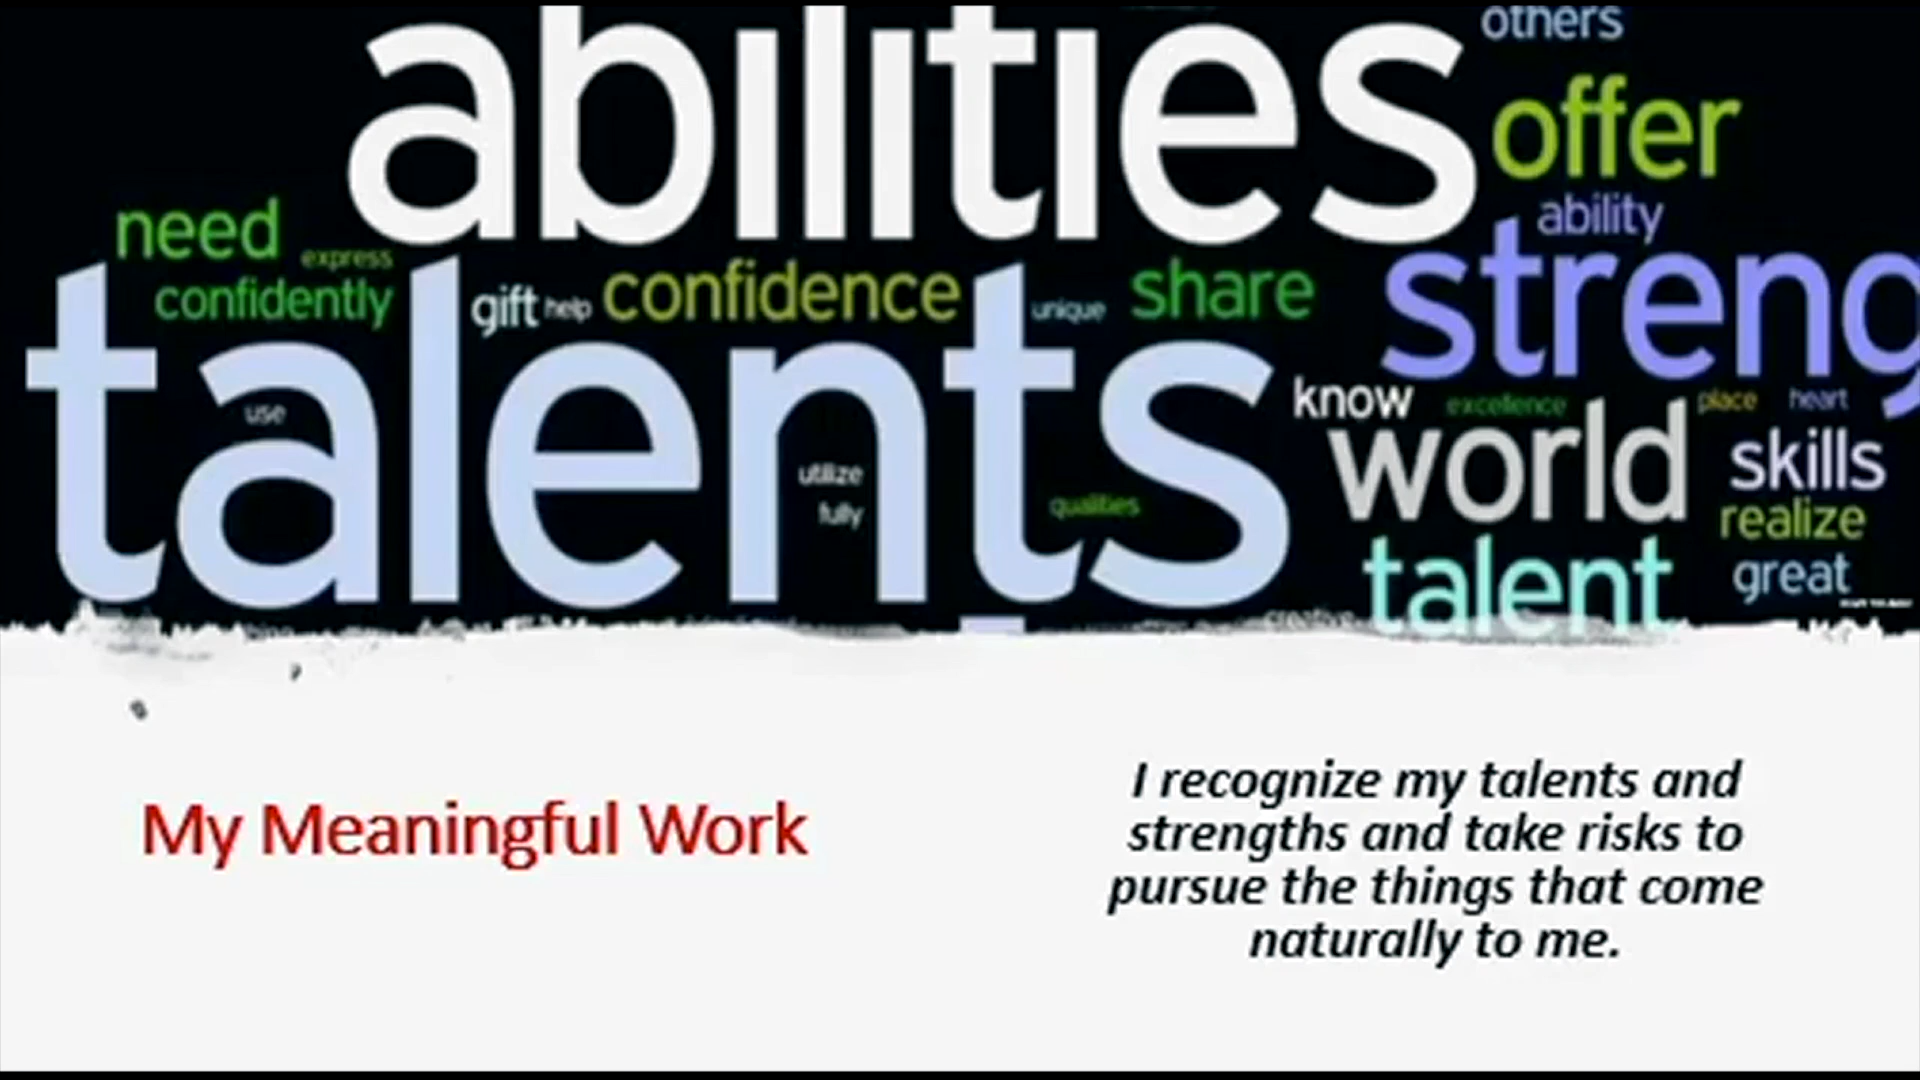 others
abilities
offer
ability
need
express
streng
confidently
gift help confidence
unique
share
talents
know
excellence
place
heart
use
world
skills
utilize
fully
qualities
realize
talent
great
creative
My Meaningful Work
I recognize my talents and
strengths and take risks to
pursue the things that come
naturally to me.